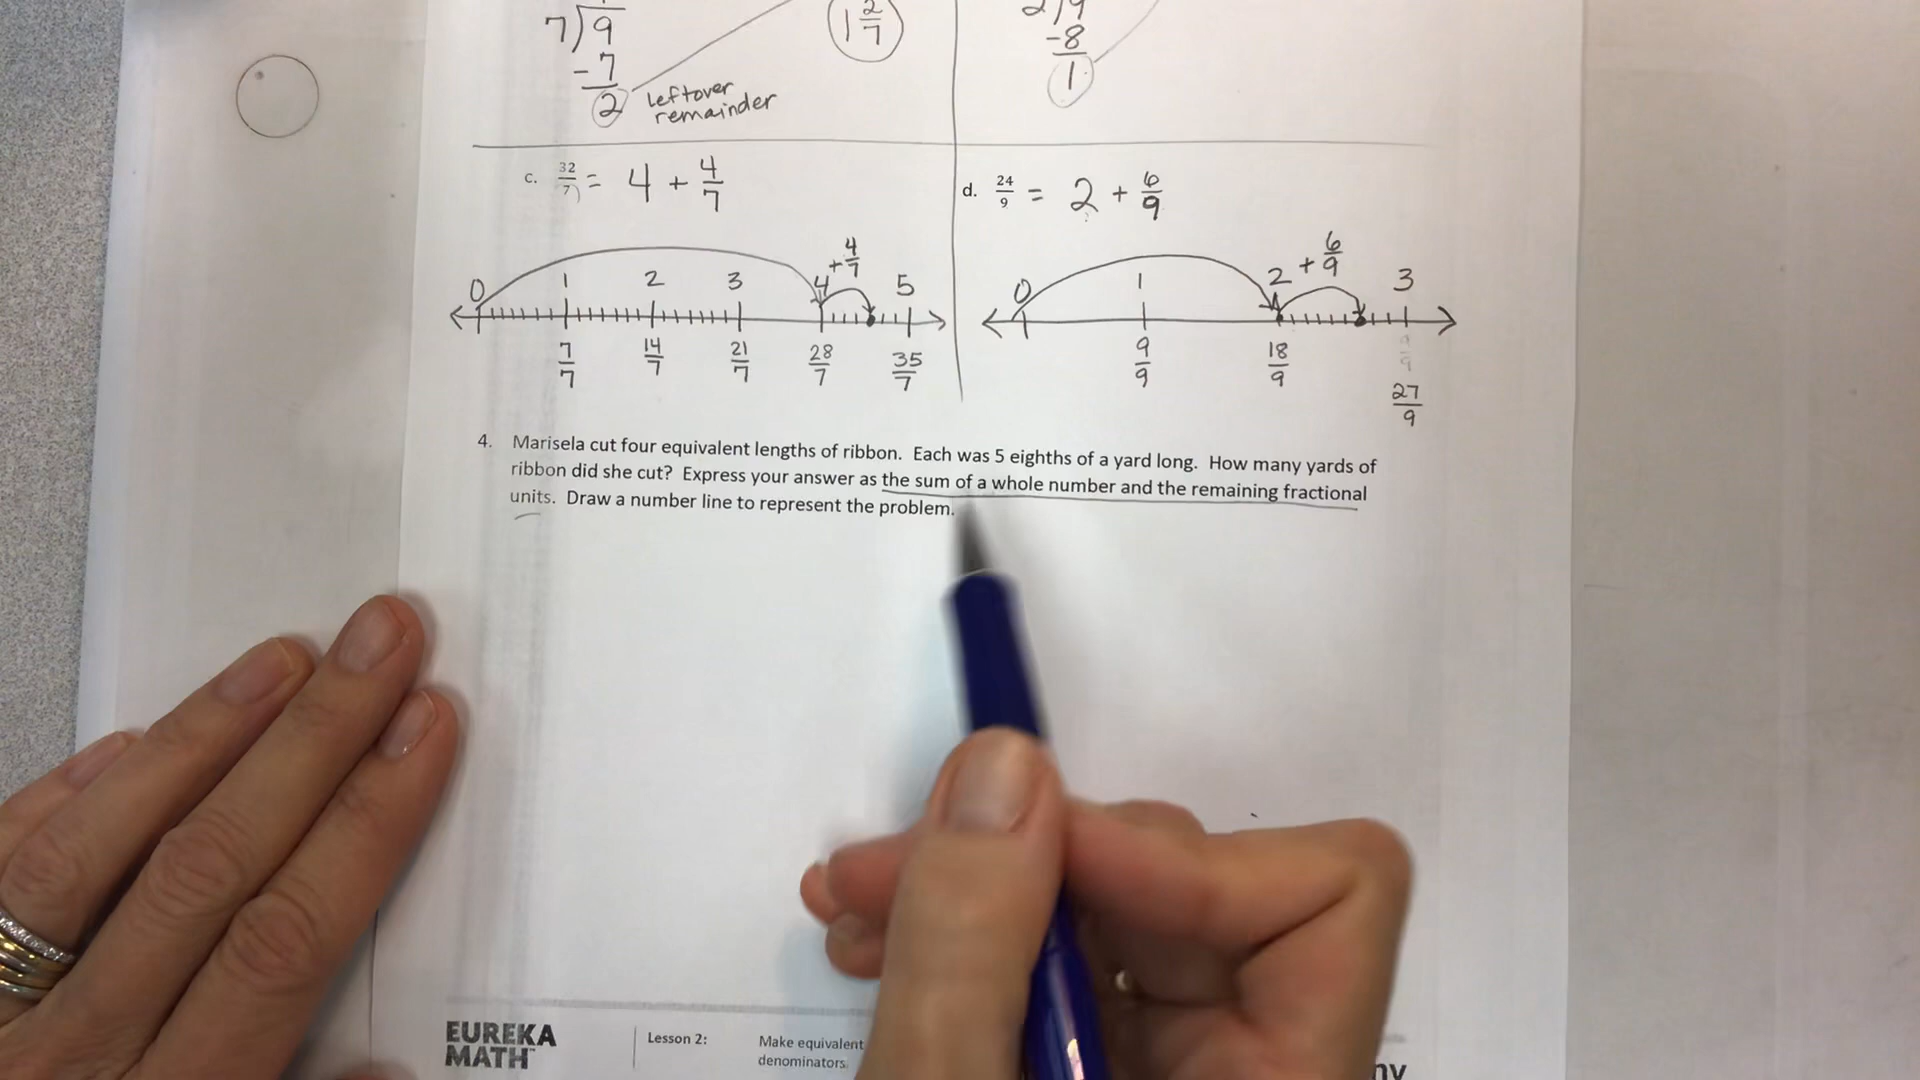 7)9
-7
2
leftover
remainder
1 2/7
2)9
-8
1
c. 32/7 = 4 + 4/7
0 1 2 3 4 +4/7 5
7/7 14/7 21/7 28/7 35/7
d. 24/9 = 2 + 6/9
0 1 2 +6/9 3
9/9 18/9 27/9
4. Marisela cut four equivalent lengths of ribbon. Each was 5 eighths of a yard long. How many yards of
ribbon did she cut? Express your answer as the sum of a whole number and the remaining fractional
units. Draw a number line to represent the problem.
EUREKA
MATH™
Lesson 2:
Make equivalent
denominators.